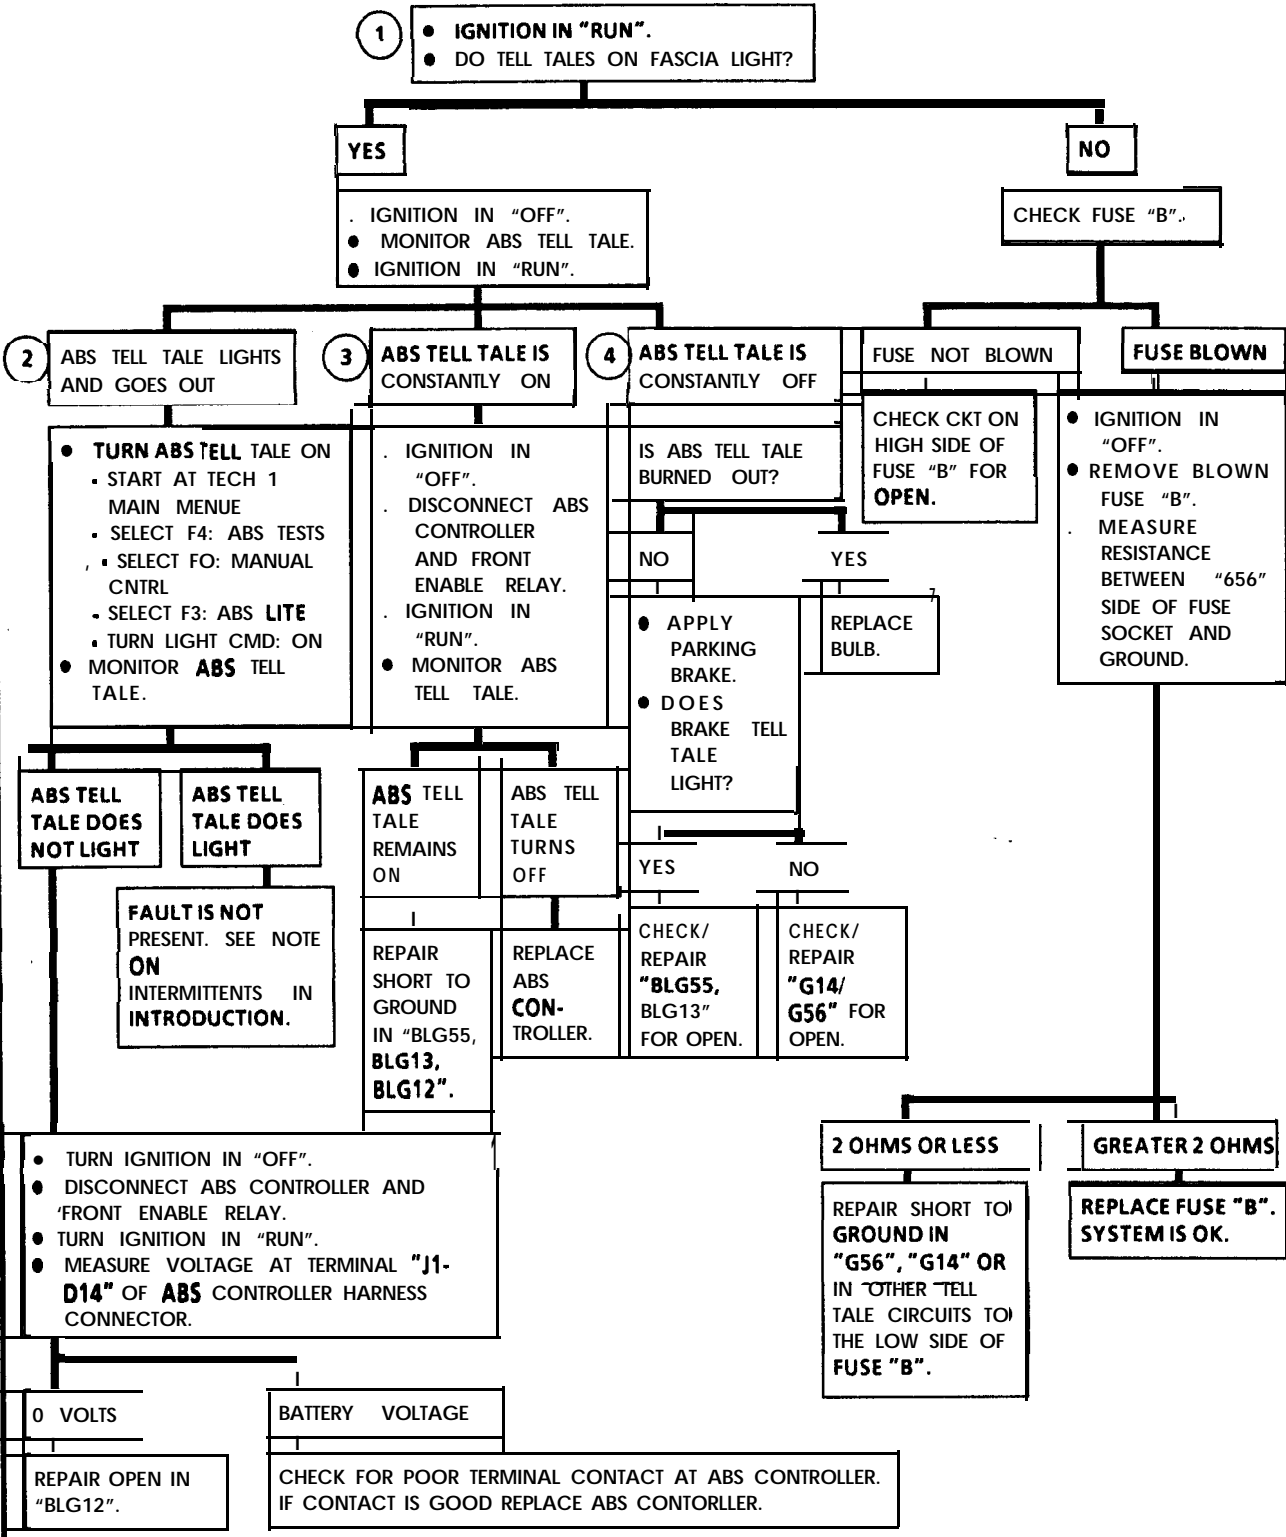 1
● IGNITION IN "RUN".
● DO TELL TALES ON FASCIA LIGHT?
YES
NO
. IGNITION IN "OFF".
● MONITOR ABS TELL TALE.
● IGNITION IN "RUN".
CHECK FUSE "B".
2
ABS TELL TALE LIGHTS
AND GOES OUT
3
ABS TELL TALE IS
CONSTANTLY ON
4
ABS TELL TALE IS
CONSTANTLY OFF
FUSE NOT BLOWN
FUSE BLOWN
● TURN ABS TELL TALE ON
- START AT TECH 1
MAIN MENUE
- SELECT F4: ABS TESTS
- SELECT FO: MANUAL
CNTRL
- SELECT F3: ABS LITE
- TURN LIGHT CMD: ON
● MONITOR ABS TELL
TALE.
. IGNITION IN
"OFF".
. DISCONNECT ABS
CONTROLLER
AND FRONT
ENABLE RELAY.
. IGNITION IN
"RUN".
● MONITOR ABS
TELL TALE.
IS ABS TELL TALE
BURNED OUT?
CHECK CKT ON
HIGH SIDE OF
FUSE "B" FOR
OPEN.
● IGNITION IN
"OFF".
● REMOVE BLOWN
FUSE "B".
. MEASURE
RESISTANCE
BETWEEN "656"
SIDE OF FUSE
SOCKET AND
GROUND.
NO
YES
● APPLY
PARKING
BRAKE.
● DOES
BRAKE TELL
TALE
LIGHT?
REPLACE
BULB.
ABS TELL
TALE DOES
NOT LIGHT
ABS TELL
TALE DOES
LIGHT
ABS TELL
TALE
REMAINS
ON
ABS TELL
TALE
TURNS
OFF
YES
NO
FAULT IS NOT
PRESENT. SEE NOTE
ON
INTERMITTENTS IN
INTRODUCTION.
REPAIR
SHORT TO
GROUND
IN "BLG55,
BLG13,
BLG12".
REPLACE
ABS
CON-
TROLLER.
CHECK/
REPAIR
"BLG55,
BLG13"
FOR OPEN.
CHECK/
REPAIR
"G14/
G56" FOR
OPEN.
● TURN IGNITION IN "OFF".
● DISCONNECT ABS CONTROLLER AND
'FRONT ENABLE RELAY.
● TURN IGNITION IN "RUN".
● MEASURE VOLTAGE AT TERMINAL "J1-
D14" OF ABS CONTROLLER HARNESS
CONNECTOR.
2 OHMS OR LESS
GREATER 2 OHMS
REPAIR SHORT TO
GROUND IN
"G56", "G14" OR
IN OTHER TELL
TALE CIRCUITS TO
THE LOW SIDE OF
FUSE "B".
REPLACE FUSE "B".
SYSTEM IS OK.
0 VOLTS
BATTERY VOLTAGE
REPAIR OPEN IN
"BLG12".
CHECK FOR POOR TERMINAL CONTACT AT ABS CONTROLLER.
IF CONTACT IS GOOD REPLACE ABS CONTORLLER.